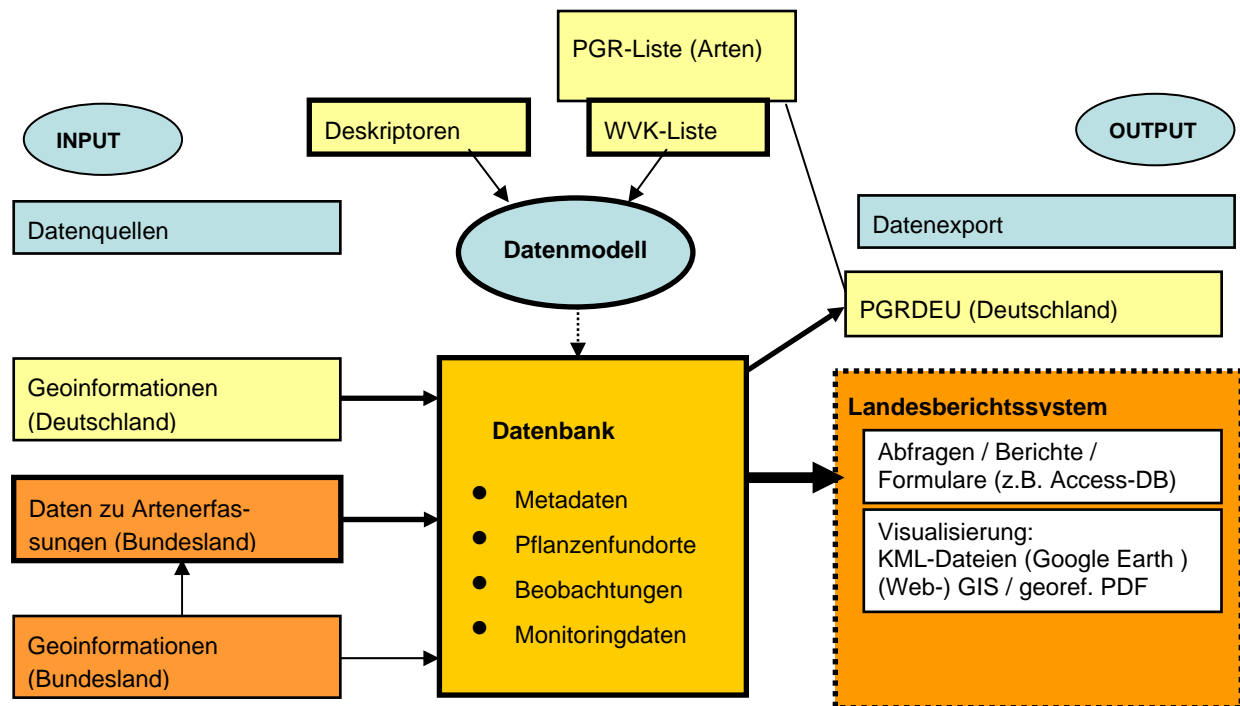 PGR-Liste (Arten)
INPUT
Deskriptoren
WVK-Liste
OUTPUT
Datenquellen
Datenmodell
Datenexport
PGRDEU (Deutschland)
Geoinformationen
(Deutschland)
Daten zu Artenerfas-
sungen (Bundesland)
Geoinformationen
(Bundesland)
Datenbank
● Metadaten
● Pflanzenfundorte
● Beobachtungen
● Monitoringdaten
Landesberichtssystem
Abfragen / Berichte /
Formulare (z.B. Access-DB)
Visualisierung:
KML-Dateien (Google Earth )
(Web-) GIS / georef. PDF